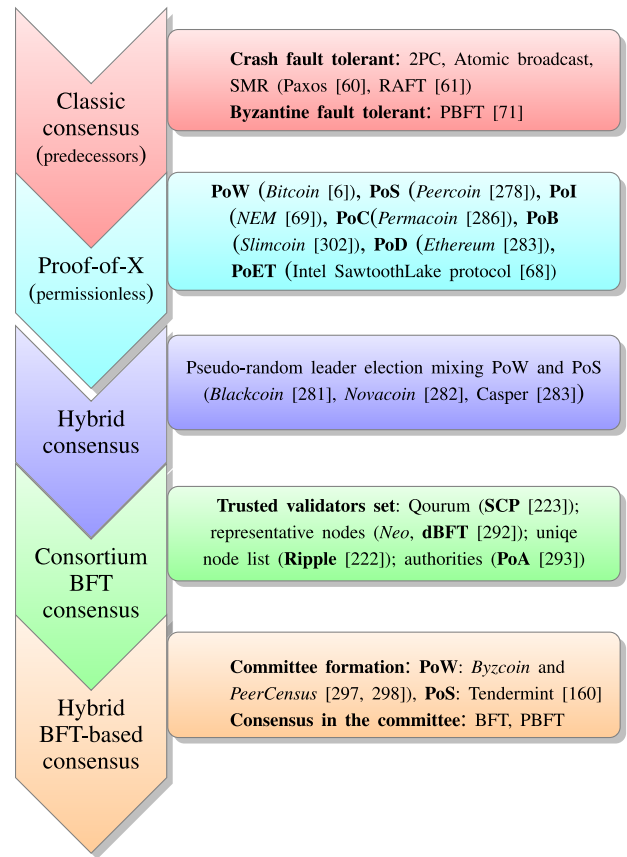 Classic
consensus
(predecessors)
Crash fault tolerant: 2PC, Atomic broadcast,
SMR (Paxos [60], RAFT [61])
Byzantine fault tolerant: PBFT [71]
Proof-of-X
(permissionless)
PoW (Bitcoin [6]), PoS (Peercoin [278]), PoI
(NEM [69]), PoC(Permacoin [286]), PoB
(Slimcoin [302]), PoD (Ethereum [283]),
PoET (Intel SawtoothLake protocol [68])
Hybrid
consensus
Pseudo-random leader election mixing PoW and PoS
(Blackcoin [281], Novacoin [282], Casper [283])
Consortium
BFT
consensus
Trusted validators set: Qourum (SCP [223]);
representative nodes (Neo, dBFT [292]); uniqe
node list (Ripple [222]); authorities (PoA [293])
Hybrid
BFT-based
consensus
Committee formation: PoW: Byzcoin and
PeerCensus [297, 298]), PoS: Tendermint [160]
Consensus in the committee: BFT, PBFT